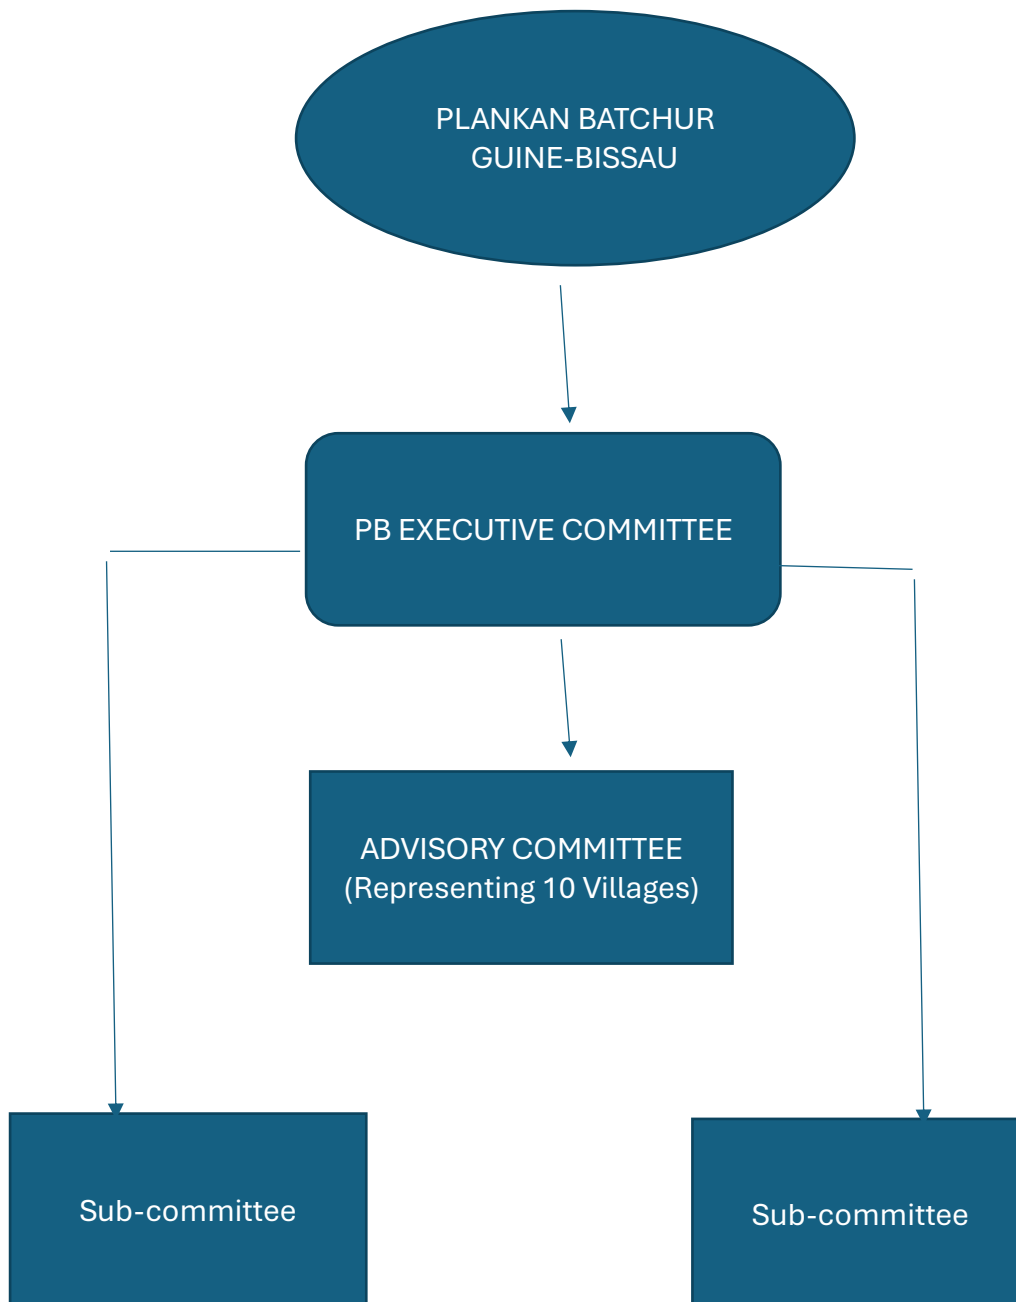 PLANKAN BATCHUR
GUINE-BISSAU
PB EXECUTIVE COMMITTEE
ADVISORY COMMITTEE
(Representing 10 Villages)
Sub-committee
Sub-committee